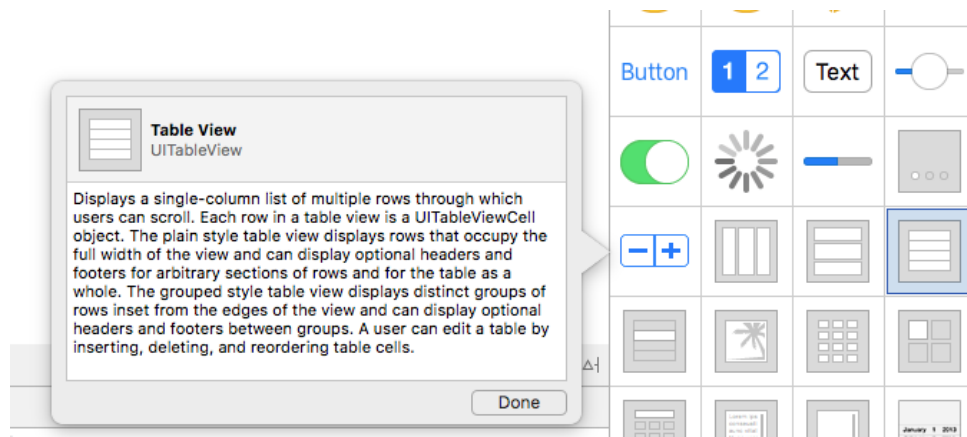 Button
1 2
Text
Table View
UITableView
Displays a single-column list of multiple rows through which
users can scroll. Each row in a table view is a UITableViewCell
object. The plain style table view displays rows that occupy the
full width of the view and can display optional headers and
footers for arbitrary sections of rows and for the table as a
whole. The grouped style table view displays distinct groups of
rows inset from the edges of the view and can display optional
headers and footers between groups. A user can edit a table by
inserting, deleting, and reordering table cells.
Done
January 1 2013